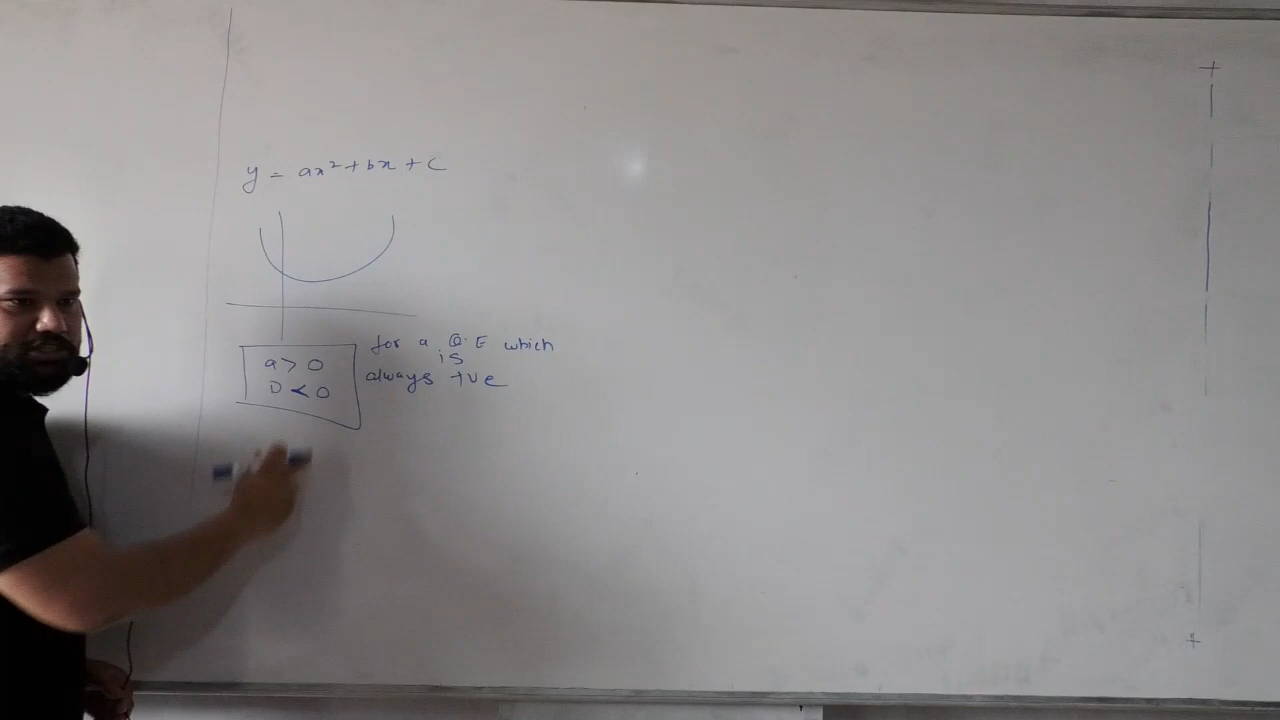 y = ax² + bx + c
a > 0
D < 0
for a Q.E which
is
always +ve